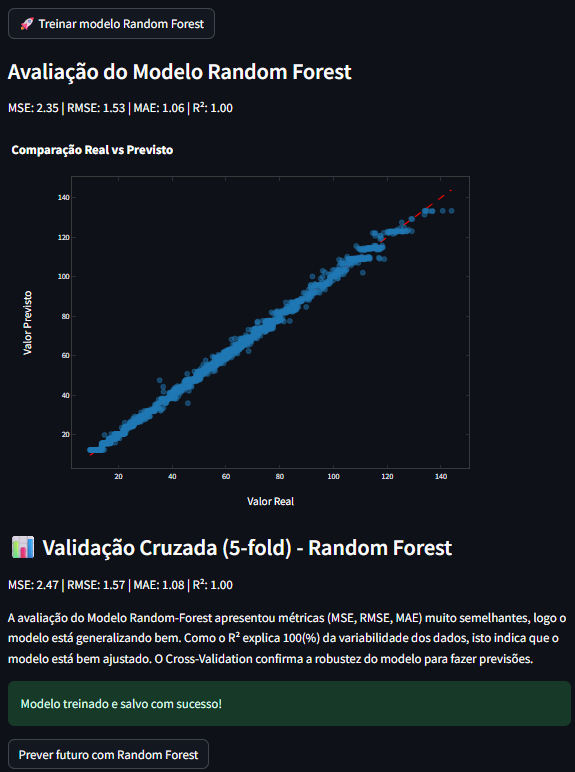 🚀 Treinar modelo Random Forest
Avaliação do Modelo Random Forest
MSE: 2.35 | RMSE: 1.53 | MAE: 1.06 | R²: 1.00
Comparação Real vs Previsto
140
120
100
80
60
40
20
Valor Previsto
20 40 60 80 100 120 140
Valor Real
📊 Validação Cruzada (5-fold) - Random Forest
MSE: 2.47 | RMSE: 1.57 | MAE: 1.08 | R²: 1.00
A avaliação do Modelo Random-Forest apresentou métricas (MSE, RMSE, MAE) muito semelhantes, logo o
modelo está generalizando bem. Como o R² explica 100(%) da variabilidade dos dados, isto indica que o
modelo está bem ajustado. O Cross-Validation confirma a robustez do modelo para fazer previsões.
Modelo treinado e salvo com sucesso!
Prever futuro com Random Forest